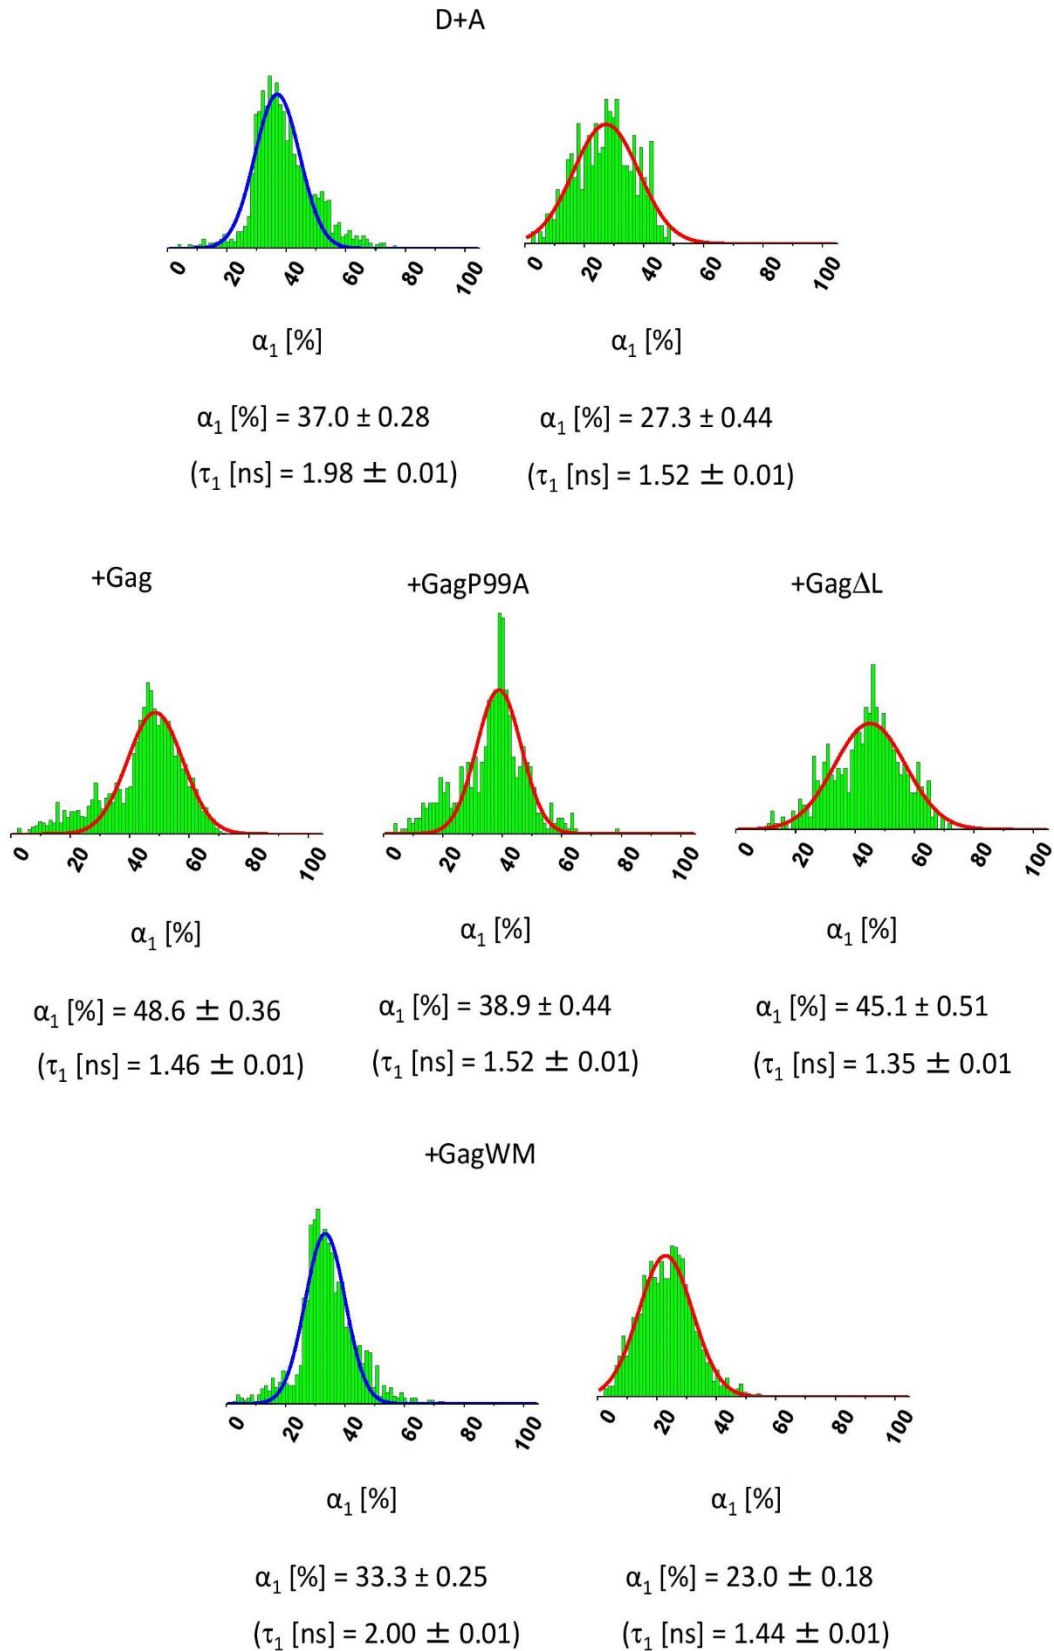 D+A
0 20 40 60 80 100
0 20 40 60 80 100
α₁ [%]
α₁ [%]
α₁ [%] = 37.0 ± 0.28
α₁ [%] = 27.3 ± 0.44
(τ₁ [ns] = 1.98 ± 0.01)
(τ₁ [ns] = 1.52 ± 0.01)
+Gag
+GagP99A
+GagΔL
0 20 40 60 80 100
0 20 40 60 80 100
0 20 40 60 80 100
α₁ [%]
α₁ [%]
α₁ [%]
α₁ [%] = 48.6 ± 0.36
α₁ [%] = 38.9 ± 0.44
α₁ [%] = 45.1 ± 0.51
(τ₁ [ns] = 1.46 ± 0.01)
(τ₁ [ns] = 1.52 ± 0.01)
(τ₁ [ns] = 1.35 ± 0.01
+GagWM
0 20 40 60 80 100
0 20 40 60 80 100
α₁ [%]
α₁ [%]
α₁ [%] = 33.3 ± 0.25
α₁ [%] = 23.0 ± 0.18
(τ₁ [ns] = 2.00 ± 0.01)
(τ₁ [ns] = 1.44 ± 0.01)